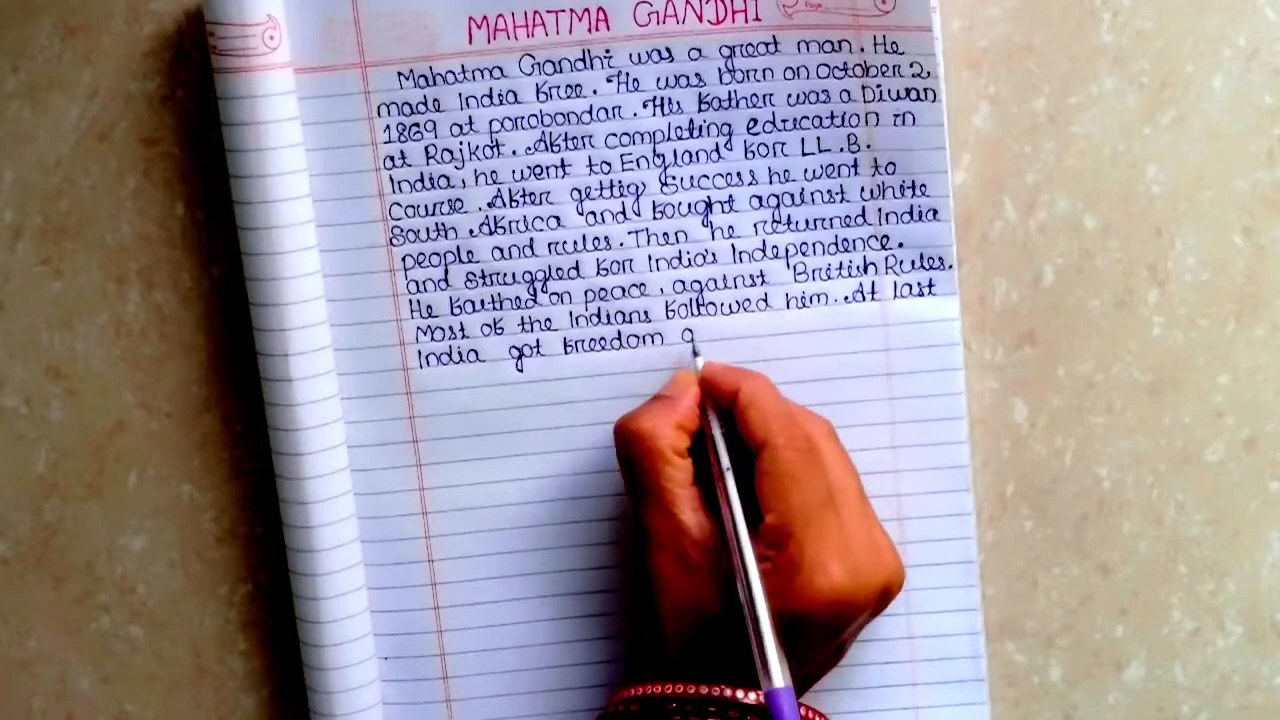 MAHATMA GANDHI
Mahatma Gandhi was a great man. He
made India free. He was born on October 2,
1869 at porabondar. His father was a Diwan
at Rajkot. After completing education in
India, he went to England for LL.B.
course. After gettig success he went to
South Africa and fought against white
people and rules. Then he returned India
and struggled for India's Independence.
He faithed on peace, against British Rules.
Most of the Indians followed him. At last
India got freedom